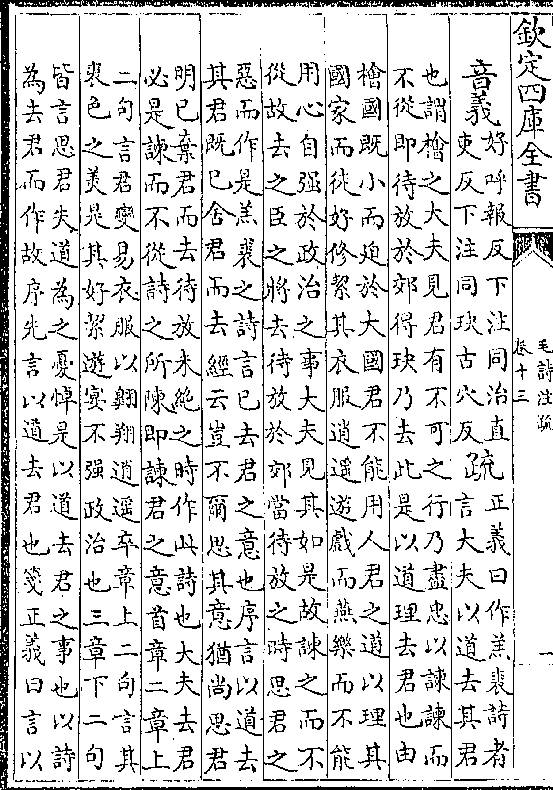 欽定四庫全書
毛詩注疏
卷十三
一
音義好呼報反下注同治直
吏反下注同玦古穴反疏正義曰作羔裘詩者
言大夫以道去其君
也謂檜之大夫見君有不可之行乃盡忠以諫諫而
不從即待放於郊得玦乃去此是以道理去君也由
檜國既小而廹於大國君不能用人君之道以理其
國家而徒好修絜其衣服逍遥遊戲而燕樂而不能
用心自强於政治之事大夫見其如是故諫之而不
從故去之臣之將去待放於郊當待放之時思君之
惡而作是羔裘之詩言已去君之意也序言以道去
其君既已舍君而去經云豈不爾思其意猶尚思君
明已棄君而去待放未絶之時作此詩也大夫去君
必是諫而不從詩之所陳即諫君之意首章二章上
二句言君變易衣服以翱翔逍遥卒章上二句言其
裘色之美是其好潔遊宴不强政治也三章下二句
皆言思君失道為之憂悼是以道去君之事也以詩
為去君而作故序先言以道去君也箋正義曰言以